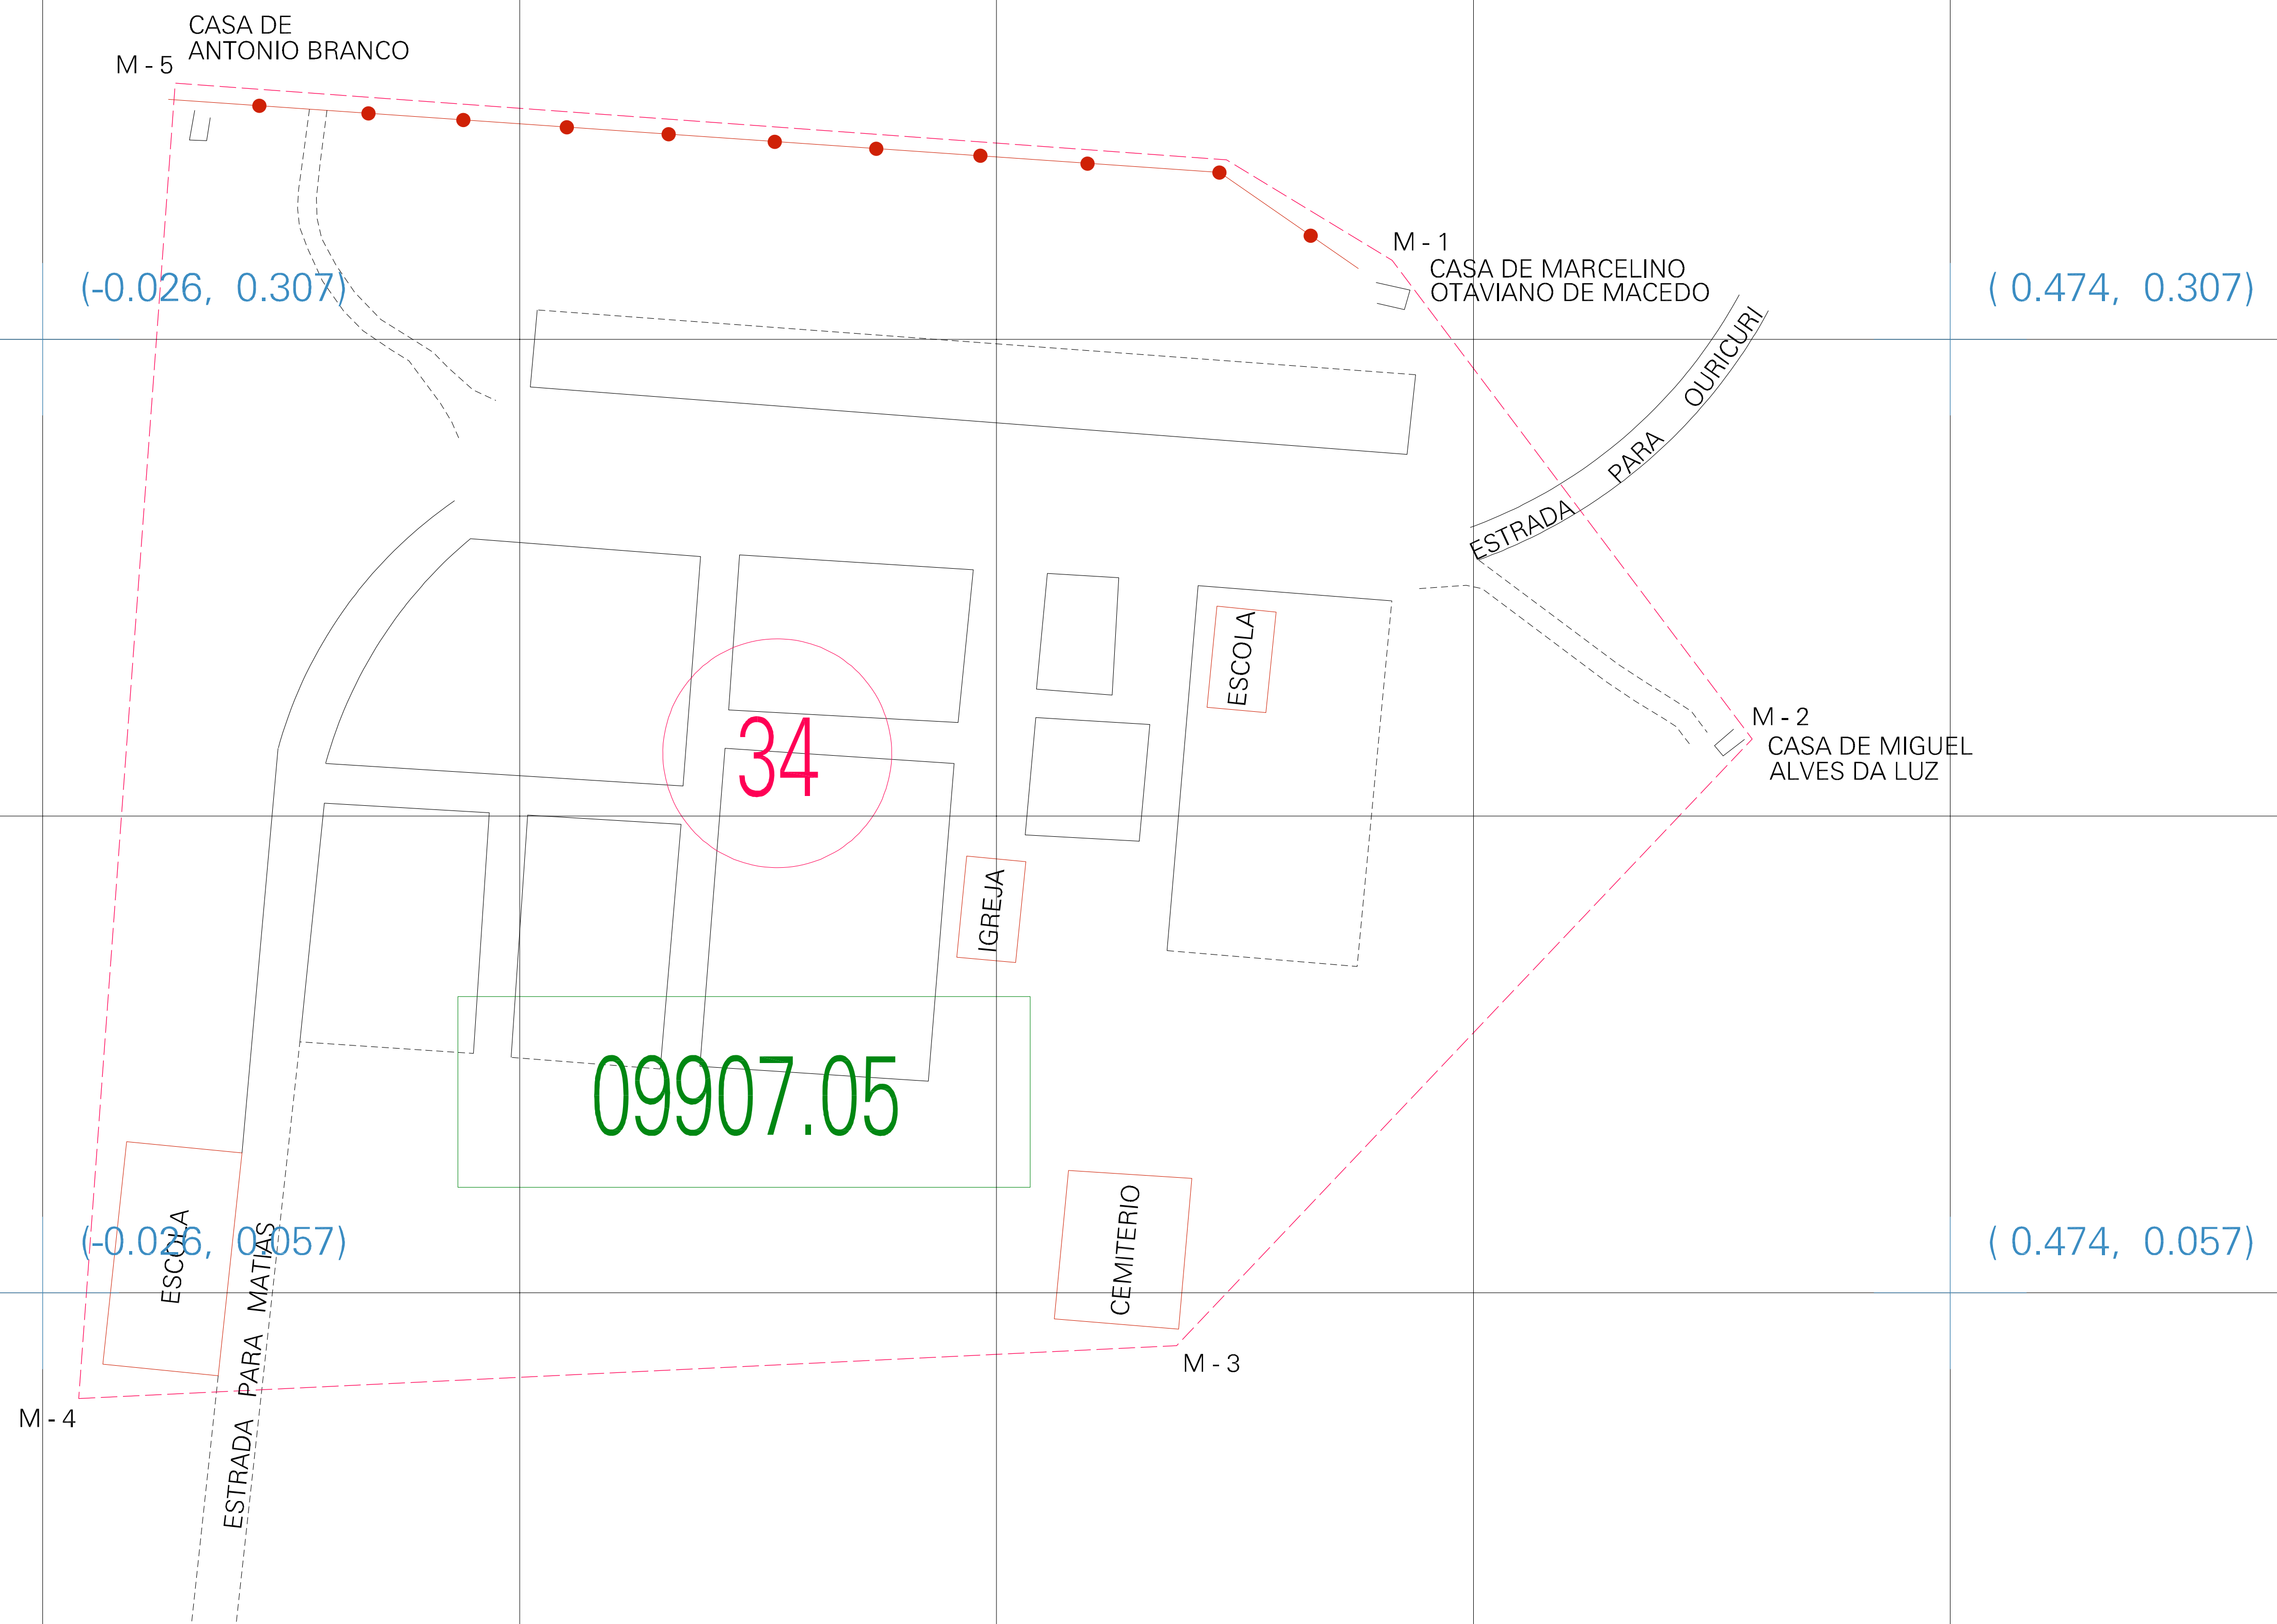 CASA DE
ANTONIO BRANCO
M - 5
M - 1
CASA DE MARCELINO
OTAVIANO DE MACEDO
(-0.026, 0.307)
( 0.474, 0.307)
ESTRADA PARA OURICURI
ESCOLA
34
M - 2
CASA DE MIGUEL
ALVES DA LUZ
IGREJA
09907.05
CEMITERIO
(-0.026, 0.057)
( 0.474, 0.057)
ESCOLA
ESTRADA PARA MATIAS
M - 3
M - 4